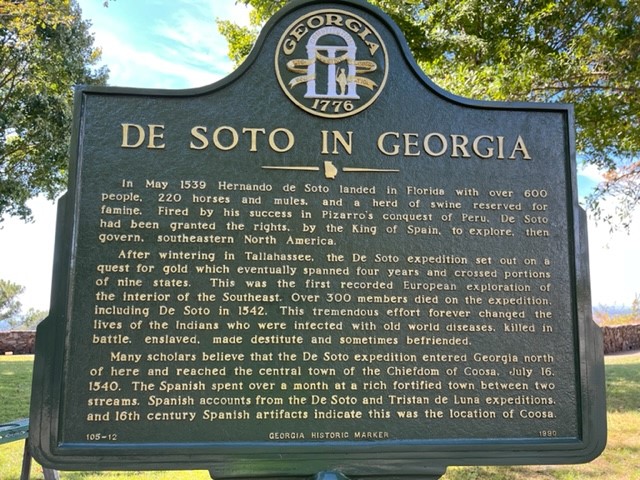 GEORGIA
1776
DE SOTO IN GEORGIA
In May 1539 Hernando de Soto landed in Florida with over 600
people, 220 horses and mules, and a herd of swine reserved for
famine. Fired by his success in Pizarro's conquest of Peru, De Soto
had been granted the rights, by the King of Spain, to explore, then
govern, southeastern North America.
After wintering in Tallahassee, the De Soto expedition set out on a
quest for gold which eventually spanned four years and crossed portions
of nine states. This was the first recorded European exploration of
the interior of the Southeast. Over 300 members died on the expedition,
including De Soto in 1542. This tremendous effort forever changed the
lives of the Indians who were infected with old world diseases, killed in
battle, enslaved, made destitute and sometimes befriended.
Many scholars believe that the De Soto expedition entered Georgia north
of here and reached the central town of the Chiefdom of Coosa, July 16,
1540. The Spanish spent over a month at a rich fortified town between two
streams. Spanish accounts from the De Soto and Tristan de Luna expeditions,
and 16th century Spanish artifacts indicate this was the location of Coosa.
105-12 GEORGIA HISTORIC MARKER 1990